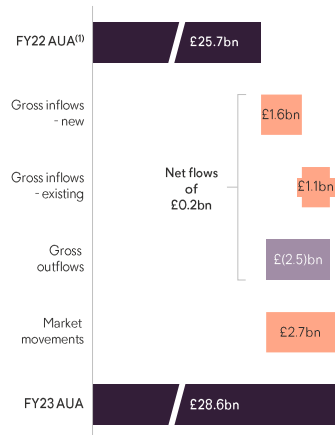 FY22 AUA(1)
£25.7bn
Gross inflows
- new
£1.6bn
Gross inflows
- existing
£1.1bn
Net flows
of
£0.2bn
Gross
outflows
£(2.5)bn
Market
movements
£2.7bn
FY23 AUA
£28.6bn